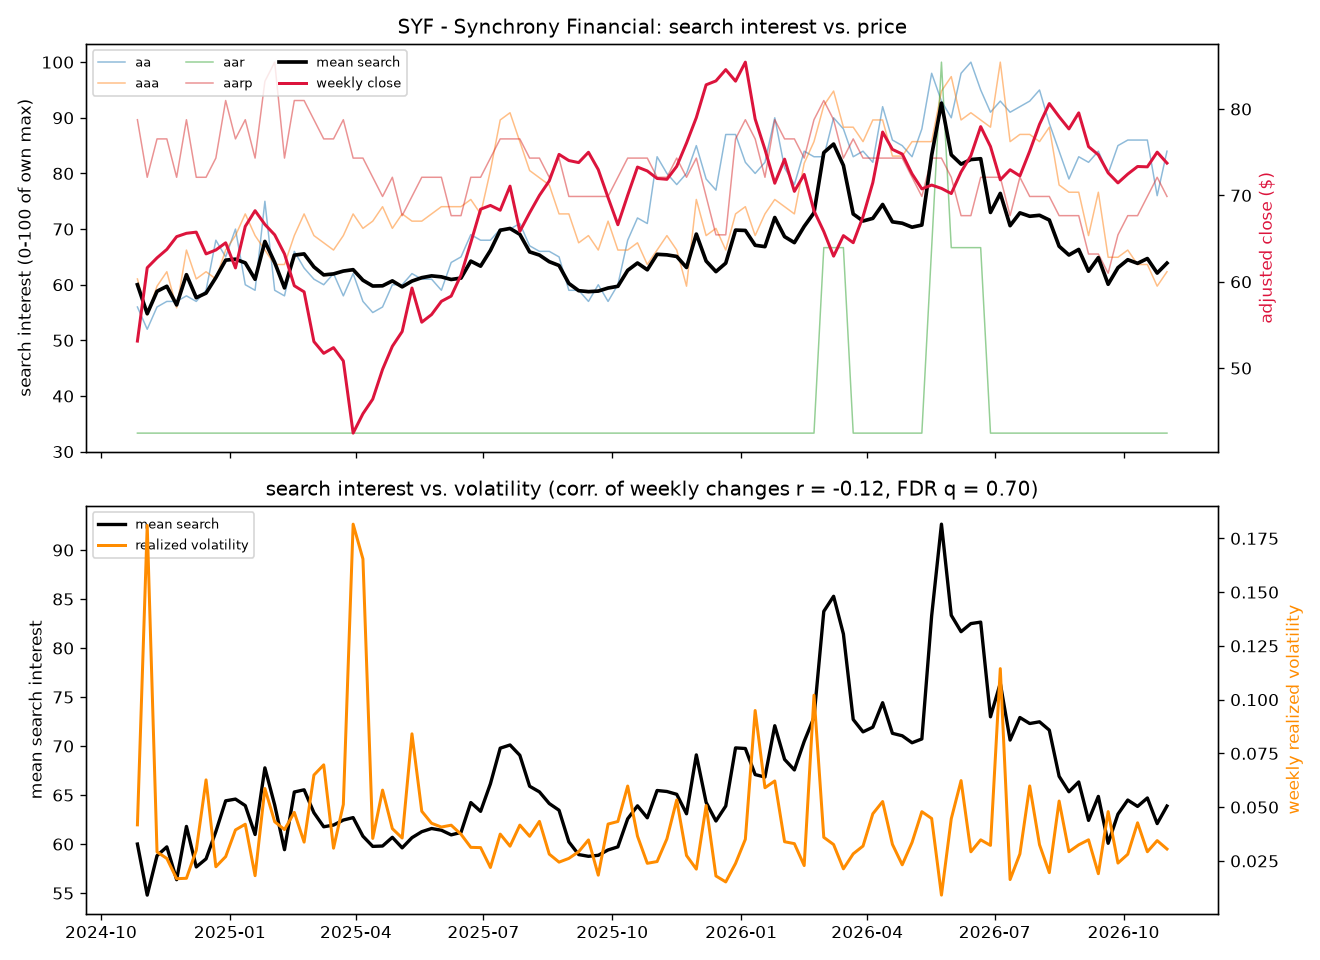 SYF - Synchrony Financial: search interest vs. price
aa
aaa
aar
aarp
mean search
weekly close
search interest (0-100 of own max)
100
90
80
70
60
50
40
30
adjusted close ($)
80
70
60
50
search interest vs. volatility (corr. of weekly changes r = -0.12, FDR q = 0.70)
mean search
realized volatility
mean search interest
90
85
80
75
70
65
60
55
weekly realized volatility
0.175
0.150
0.125
0.100
0.075
0.050
0.025
2024-10
2025-01
2025-04
2025-07
2025-10
2026-01
2026-04
2026-07
2026-10